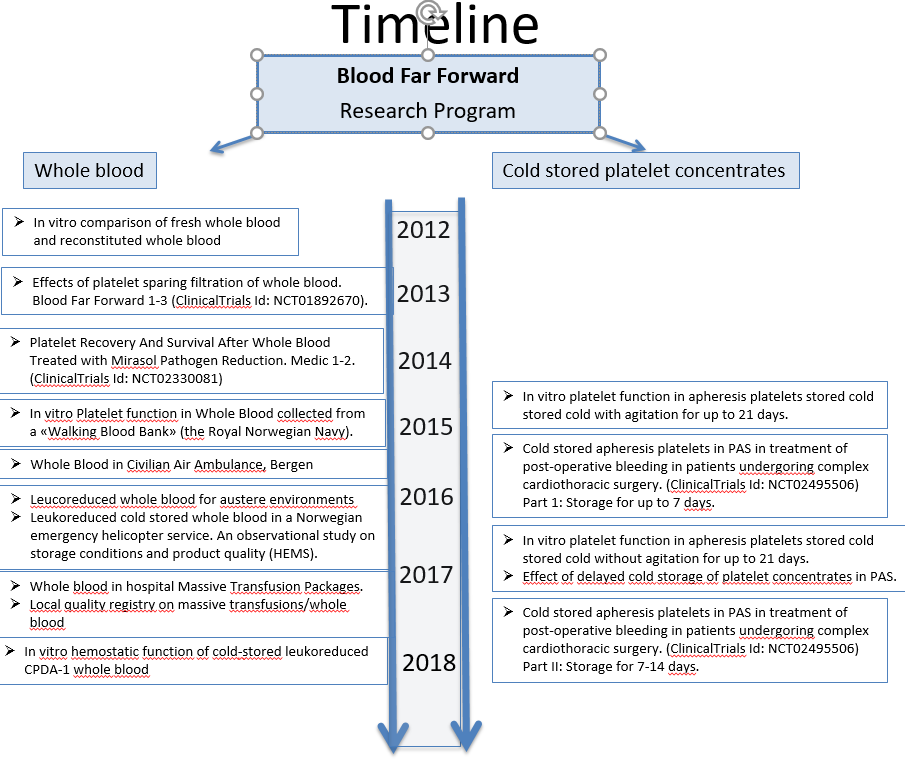 Timeline
Blood Far Forward
Research Program
Whole blood
Cold stored platelet concentrates
2012
2013
2014
2015
2016
2017
2018
➢ In vitro comparison of fresh whole blood
and reconstituted whole blood
➢ Effects of platelet sparing filtration of whole blood.
Blood Far Forward 1-3 (ClinicalTrials Id: NCT01892670).
➢ Platelet Recovery And Survival After Whole Blood
Treated with Mirasol Pathogen Reduction. Medic 1-2.
(ClinicalTrials Id: NCT02330081)
➢ In vitro Platelet function in Whole Blood collected from
a «Walking Blood Bank» (the Royal Norwegian Navy).
➢ Whole Blood in Civilian Air Ambulance, Bergen
➢ Leucoreduced whole blood for austere environments
➢ Leukoreduced cold stored whole blood in a Norwegian
emergency helicopter service. An observational study on
storage conditions and product quality (HEMS).
➢ Whole blood in hospital Massive Transfusion Packages.
➢ Local quality registry on massive transfusions/whole
blood
➢ In vitro hemostatic function of cold-stored leukoreduced
CPDA-1 whole blood
➢ In vitro platelet function in apheresis platelets stored cold
stored cold with agitation for up to 21 days.
➢ Cold stored apheresis platelets in PAS in treatment of
post-operative bleeding in patients undergoring complex
cardiothoracic surgery. (ClinicalTrials Id: NCT02495506)
Part 1: Storage for up to 7 days.
➢ In vitro platelet function in apheresis platelets stored cold
stored cold without agitation for up to 21 days.
➢ Effect of delayed cold storage of platelet concentrates in PAS.
➢ Cold stored apheresis platelets in PAS in treatment of
post-operative bleeding in patients undergoring complex
cardiothoracic surgery. (ClinicalTrials Id: NCT02495506)
Part II: Storage for 7-14 days.